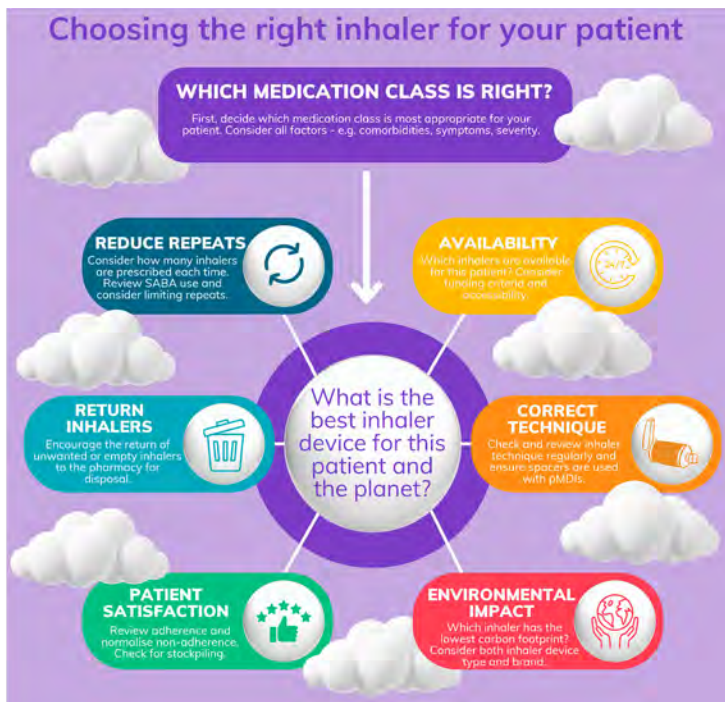 Choosing the right inhaler for your patient
WHICH MEDICATION CLASS IS RIGHT?
First, decide which medication class is most appropriate for your
patient. Consider all factors - e.g. comorbidities, symptoms, severity.
REDUCE REPEATS
Consider how many inhalers
are prescribed each time.
Review SABA use and
consider limiting repeats.
AVAILABILITY
Which inhalers are available
for this patient? Consider
funding criteria and
accessibility.
24/7
What is the
best inhaler
device for this
patient and
the planet?
RETURN
INHALERS
Encourage the return of
unwanted or empty inhalers
to the pharmacy for
disposal.
CORRECT
TECHNIQUE
Check and review inhaler
technique regularly and
ensure spacers are used
with pMDIs.
PATIENT
SATISFACTION
Review adherence and
normalise non-adherence.
Check for stockpiling.
ENVIRONMENTAL
IMPACT
Which inhaler has the
lowest carbon footprint?
Consider both inhaler device
type and brand.